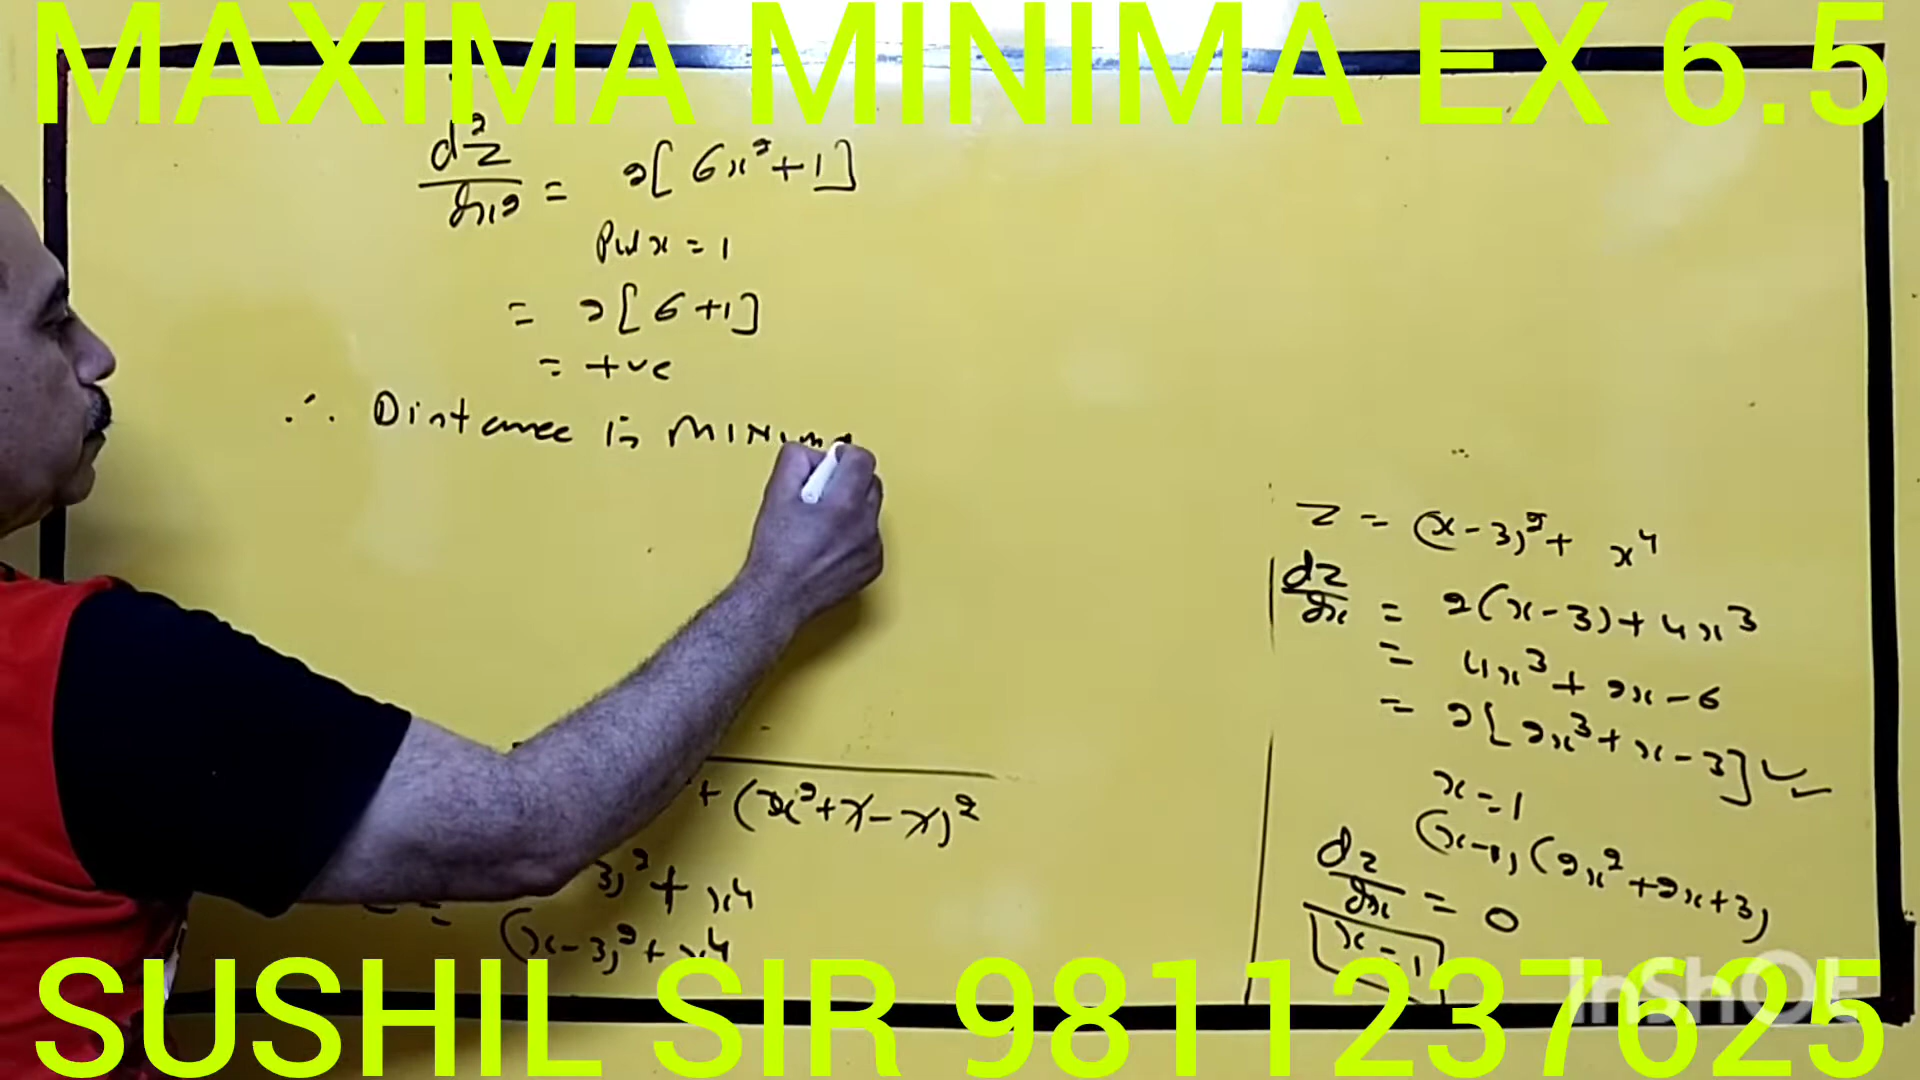 MAXIMA MINIMA EX 6.5
d²z/dx² = 2[6x²+1]
Put x = 1
= 2[6+1]
= +ve
∴ Distance is MINIMA
+ (x²+x-x)²
3)² + x⁴
= (x-3)² + x⁴
z = (x-3)² + x⁴
dz/dx = 2(x-3)+4x³
= 4x³+2x-6
= 2[2x³+x-3]
x = 1
(x-1)(2x²+2x+3)
dz/dx = 0
x = 1
InShOt
SUSHIL SIR 9811237625